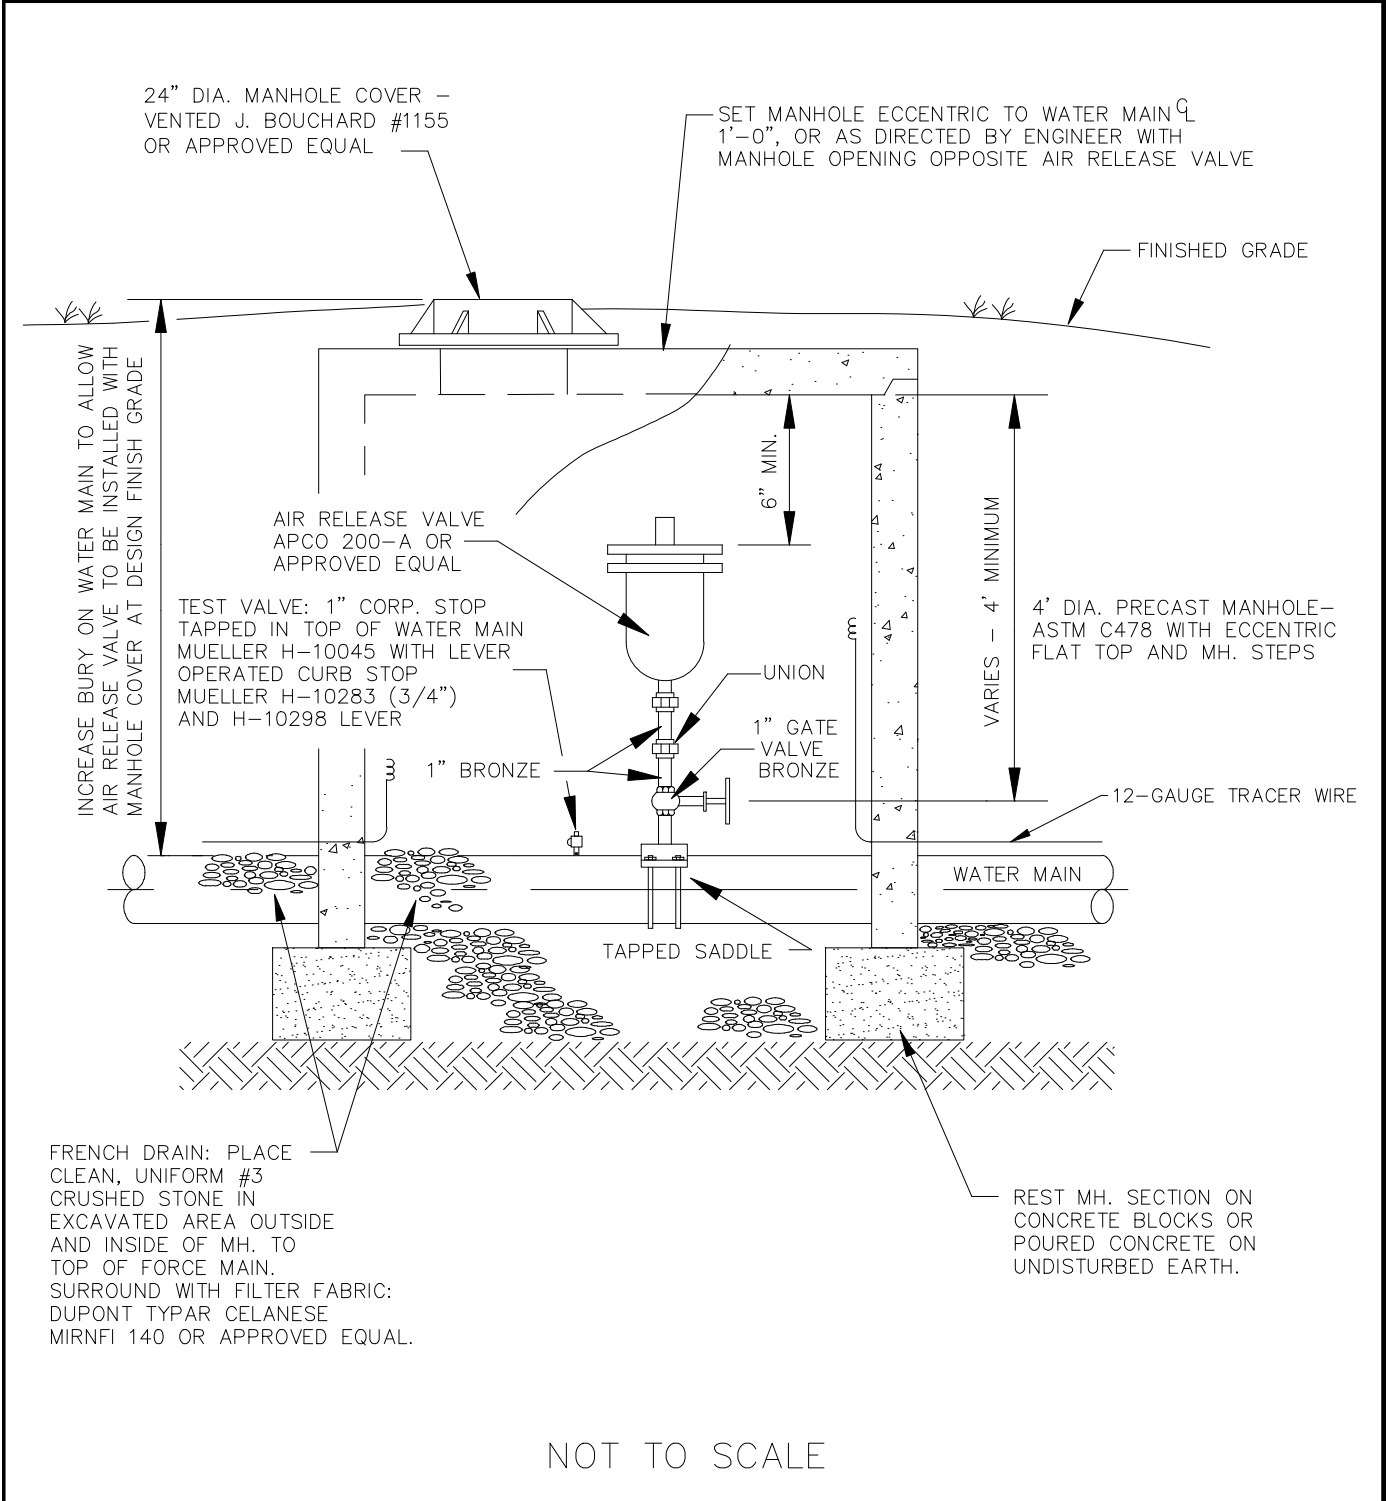 24” DIA. MANHOLE COVER –
VENTED J. BOUCHARD #1155
OR APPROVED EQUAL
SET MANHOLE ECCENTRIC TO WATER MAIN ℄
1’–0”, OR AS DIRECTED BY ENGINEER WITH
MANHOLE OPENING OPPOSITE AIR RELEASE VALVE
FINISHED GRADE
INCREASE BURY ON WATER MAIN TO ALLOW
AIR RELEASE VALVE TO BE INSTALLED WITH
MANHOLE COVER AT DESIGN FINISH GRADE
6” MIN.
AIR RELEASE VALVE
APCO 200–A OR
APPROVED EQUAL
VARIES – 4’ MINIMUM
TEST VALVE: 1” CORP. STOP
TAPPED IN TOP OF WATER MAIN
MUELLER H–10045 WITH LEVER
OPERATED CURB STOP
MUELLER H–10283 (3/4”)
AND H–10298 LEVER
4’ DIA. PRECAST MANHOLE–
ASTM C478 WITH ECCENTRIC
FLAT TOP AND MH. STEPS
UNION
1” GATE
VALVE
BRONZE
1” BRONZE
12–GAUGE TRACER WIRE
WATER MAIN
TAPPED SADDLE
FRENCH DRAIN: PLACE
CLEAN, UNIFORM #3
CRUSHED STONE IN
EXCAVATED AREA OUTSIDE
AND INSIDE OF MH. TO
TOP OF FORCE MAIN.
SURROUND WITH FILTER FABRIC:
DUPONT TYPAR CELANESE
MIRNFI 140 OR APPROVED EQUAL.
REST MH. SECTION ON
CONCRETE BLOCKS OR
POURED CONCRETE ON
UNDISTURBED EARTH.
NOT TO SCALE